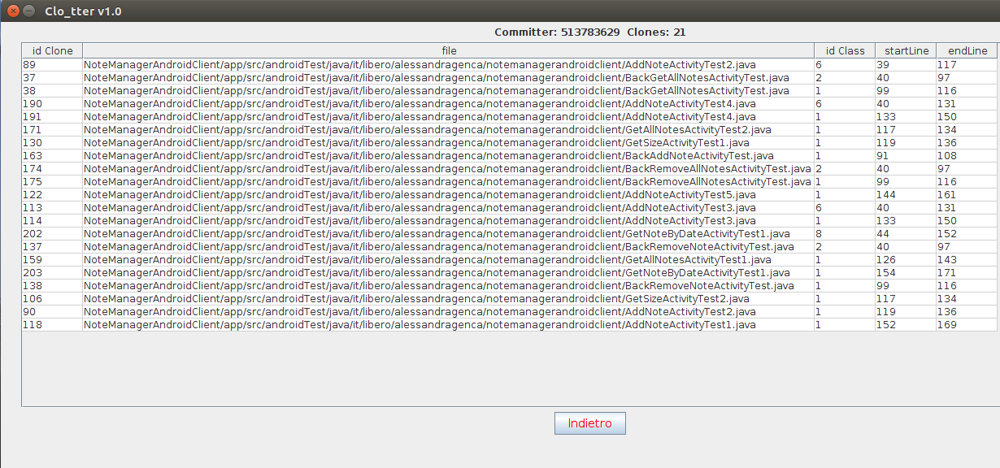 Clo_tter v1.0
Committer: 513783629 Clones: 21
id Clone file id Class startLine endLine
89 NoteManagerAndroidClient/app/src/androidTest/java/it/libero/alessandragenca/notemanagerandroidclient/AddNoteActivityTest2.java 6 39 117
37 NoteManagerAndroidClient/app/src/androidTest/java/it/libero/alessandragenca/notemanagerandroidclient/BackGetAllNotesActivityTest.java 2 40 97
38 NoteManagerAndroidClient/app/src/androidTest/java/it/libero/alessandragenca/notemanagerandroidclient/BackGetAllNotesActivityTest.java 1 99 116
190 NoteManagerAndroidClient/app/src/androidTest/java/it/libero/alessandragenca/notemanagerandroidclient/AddNoteActivityTest4.java 6 40 131
191 NoteManagerAndroidClient/app/src/androidTest/java/it/libero/alessandragenca/notemanagerandroidclient/AddNoteActivityTest4.java 1 133 150
171 NoteManagerAndroidClient/app/src/androidTest/java/it/libero/alessandragenca/notemanagerandroidclient/GetAllNotesActivityTest2.java 1 117 134
130 NoteManagerAndroidClient/app/src/androidTest/java/it/libero/alessandragenca/notemanagerandroidclient/GetSizeActivityTest1.java 1 119 136
163 NoteManagerAndroidClient/app/src/androidTest/java/it/libero/alessandragenca/notemanagerandroidclient/BackAddNoteActivityTest.java 1 91 108
174 NoteManagerAndroidClient/app/src/androidTest/java/it/libero/alessandragenca/notemanagerandroidclient/BackRemoveAllNotesActivityTest.java 2 40 97
175 NoteManagerAndroidClient/app/src/androidTest/java/it/libero/alessandragenca/notemanagerandroidclient/BackRemoveAllNotesActivityTest.java 1 99 116
122 NoteManagerAndroidClient/app/src/androidTest/java/it/libero/alessandragenca/notemanagerandroidclient/AddNoteActivityTest5.java 1 144 161
113 NoteManagerAndroidClient/app/src/androidTest/java/it/libero/alessandragenca/notemanagerandroidclient/AddNoteActivityTest3.java 6 40 131
114 NoteManagerAndroidClient/app/src/androidTest/java/it/libero/alessandragenca/notemanagerandroidclient/AddNoteActivityTest3.java 1 133 150
202 NoteManagerAndroidClient/app/src/androidTest/java/it/libero/alessandragenca/notemanagerandroidclient/GetNoteByDateActivityTest1.java 8 44 152
137 NoteManagerAndroidClient/app/src/androidTest/java/it/libero/alessandragenca/notemanagerandroidclient/BackRemoveNoteActivityTest.java 2 40 97
159 NoteManagerAndroidClient/app/src/androidTest/java/it/libero/alessandragenca/notemanagerandroidclient/GetAllNotesActivityTest1.java 1 126 143
203 NoteManagerAndroidClient/app/src/androidTest/java/it/libero/alessandragenca/notemanagerandroidclient/GetNoteByDateActivityTest1.java 1 154 171
138 NoteManagerAndroidClient/app/src/androidTest/java/it/libero/alessandragenca/notemanagerandroidclient/BackRemoveNoteActivityTest.java 1 99 116
106 NoteManagerAndroidClient/app/src/androidTest/java/it/libero/alessandragenca/notemanagerandroidclient/GetSizeActivityTest2.java 1 117 134
90 NoteManagerAndroidClient/app/src/androidTest/java/it/libero/alessandragenca/notemanagerandroidclient/AddNoteActivityTest2.java 1 119 136
118 NoteManagerAndroidClient/app/src/androidTest/java/it/libero/alessandragenca/notemanagerandroidclient/AddNoteActivityTest1.java 1 152 169
Indietro